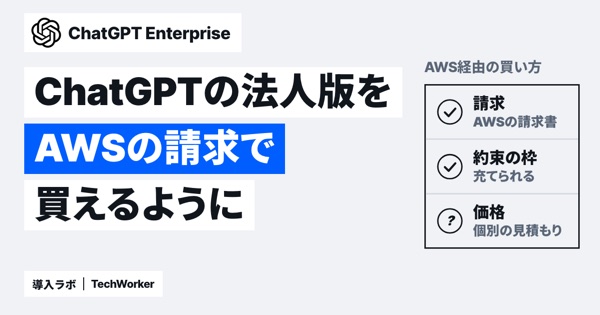 ChatGPT Enterprise
ChatGPTの法人版を
AWSの請求で
買えるように
導入ラボ | TechWorker
AWS経由の買い方
請求
AWSの請求書
約束の枠
充てられる
?
価格
個別の見積もり